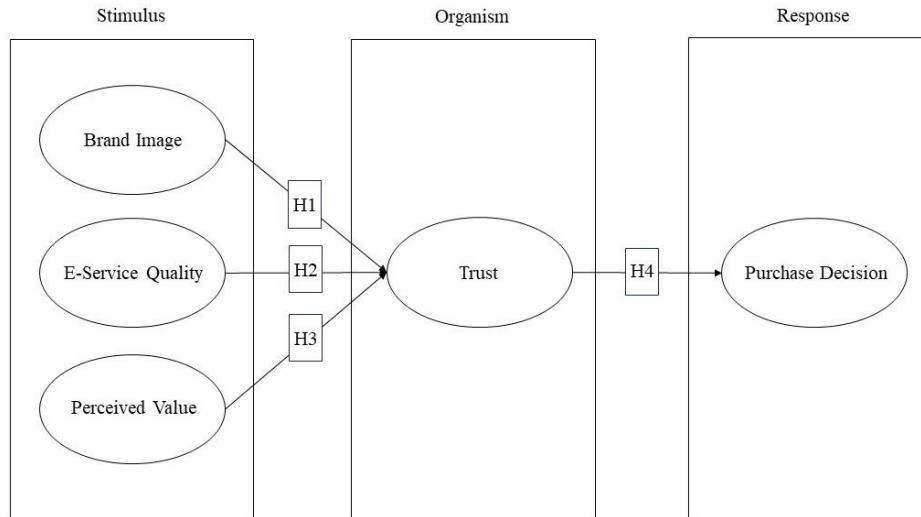 Stimulus
Organism
Response
Brand Image
H1
E-Service Quality
H2
Trust
H4
Purchase Decision
H3
Perceived Value